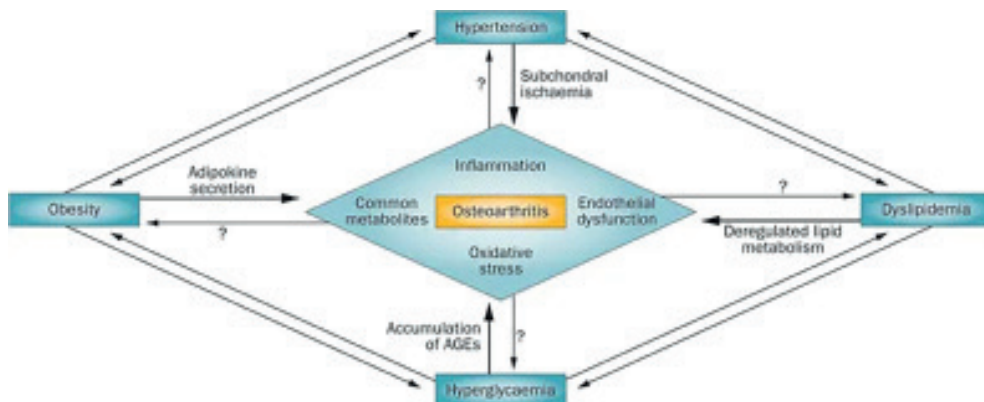 Hypertension
?
Subchondral
ischaemia
Inflammation
Adipokine
secretion
?
Obesity
Common
metabolites
Osteoarthritis
Endothelial
dysfunction
Dyslipidemia
?
Deregulated lipid
metabolism
Oxidative
stress
Accumulation
of AGEs
?
Hyperglycaemia